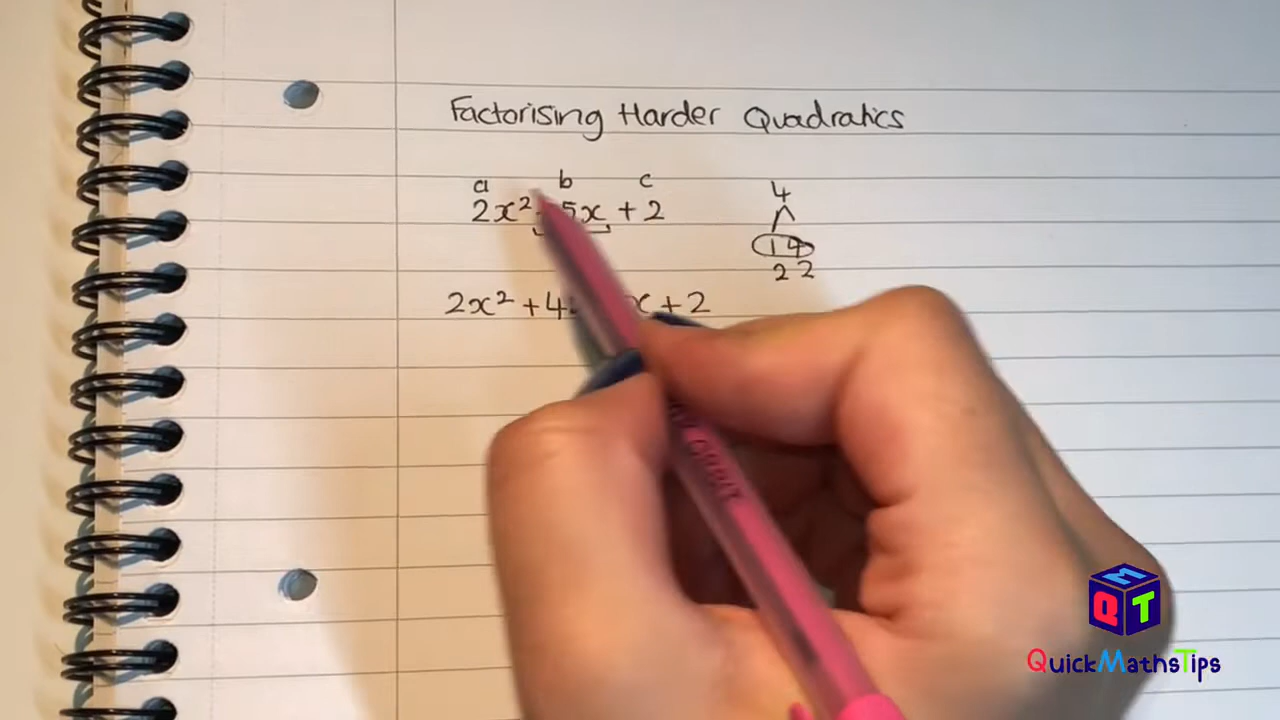 Factorising Harder Quadratics
a b c 4
2x² 5x + 2
1 4
2 2
2x² + 4 x + 2
M
Q T
QuickMathsTips